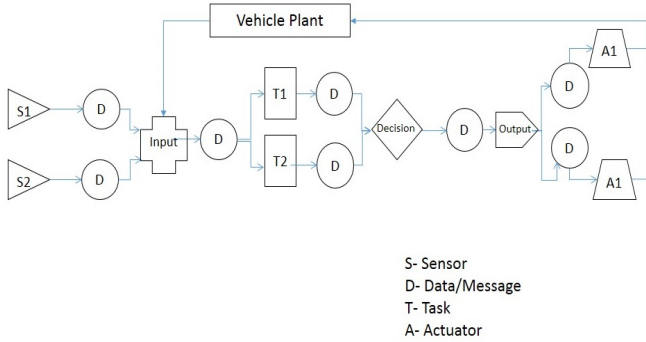 Vehicle Plant
A1
S1
D
D
T1
D
Input
D
Decision
D
Output
T2
D
D
S2
D
A1
S- Sensor
D- Data/Message
T- Task
A- Actuator